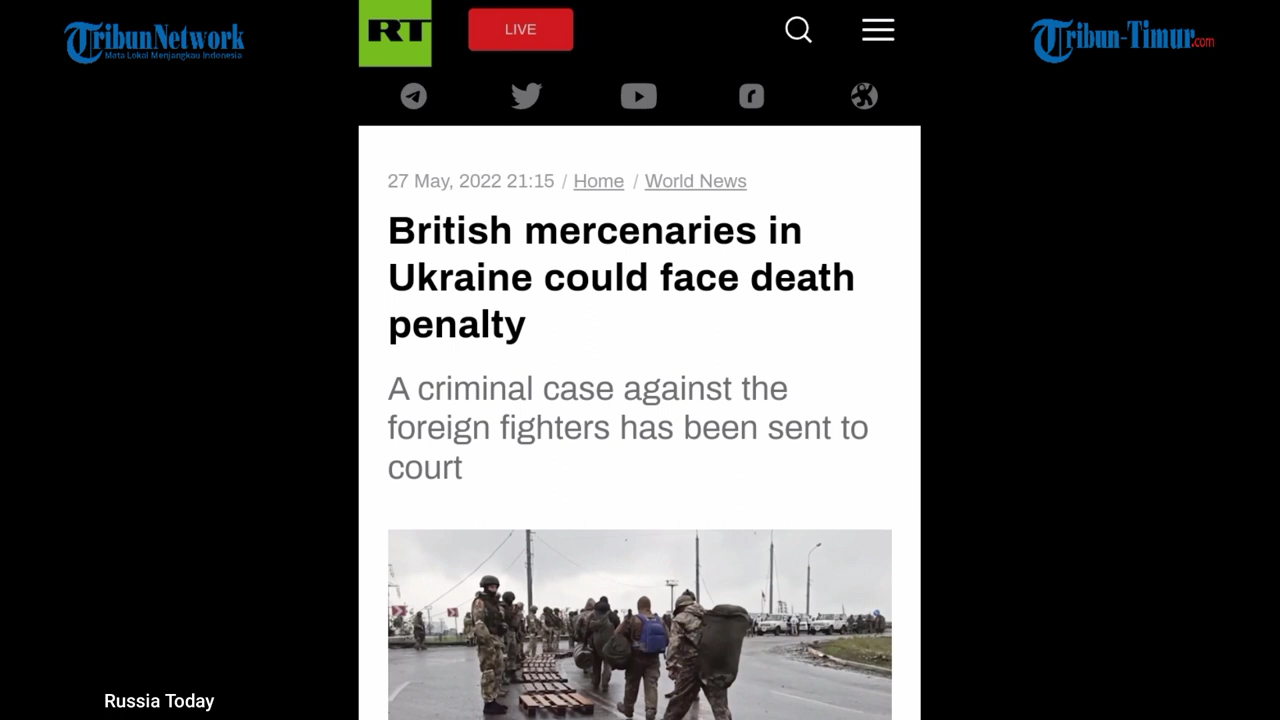 TribunNetwork
Mata Lokal Menjangkau Indonesia
RT
LIVE
Tribun-Timur.com
27 May, 2022 21:15 / Home / World News
British mercenaries in
Ukraine could face death
penalty
A criminal case against the
foreign fighters has been sent to
court
Russia Today